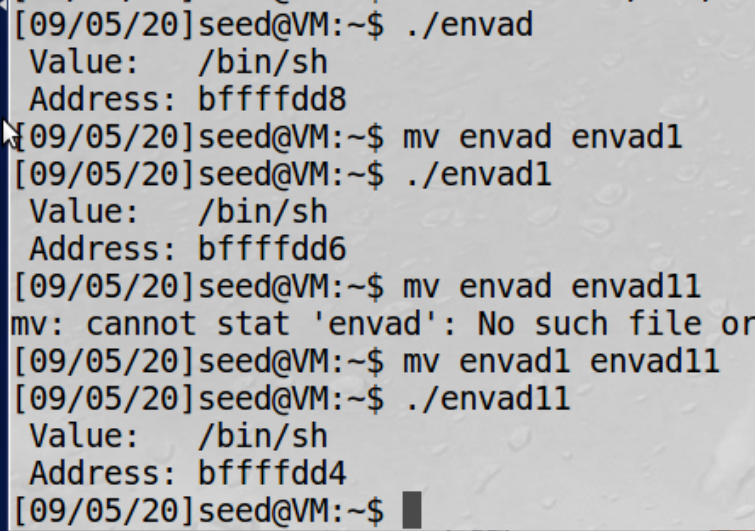 [09/05/20]seed@VM:~$ ./envad
Value: /bin/sh
Address: bffffdd8
[09/05/20]seed@VM:~$ mv envad envad1
[09/05/20]seed@VM:~$ ./envad1
Value: /bin/sh
Address: bffffdd6
[09/05/20]seed@VM:~$ mv envad envad11
mv: cannot stat 'envad': No such file or
[09/05/20]seed@VM:~$ mv envad1 envad11
[09/05/20]seed@VM:~$ ./envad11
Value: /bin/sh
Address: bffffdd4
[09/05/20]seed@VM:~$